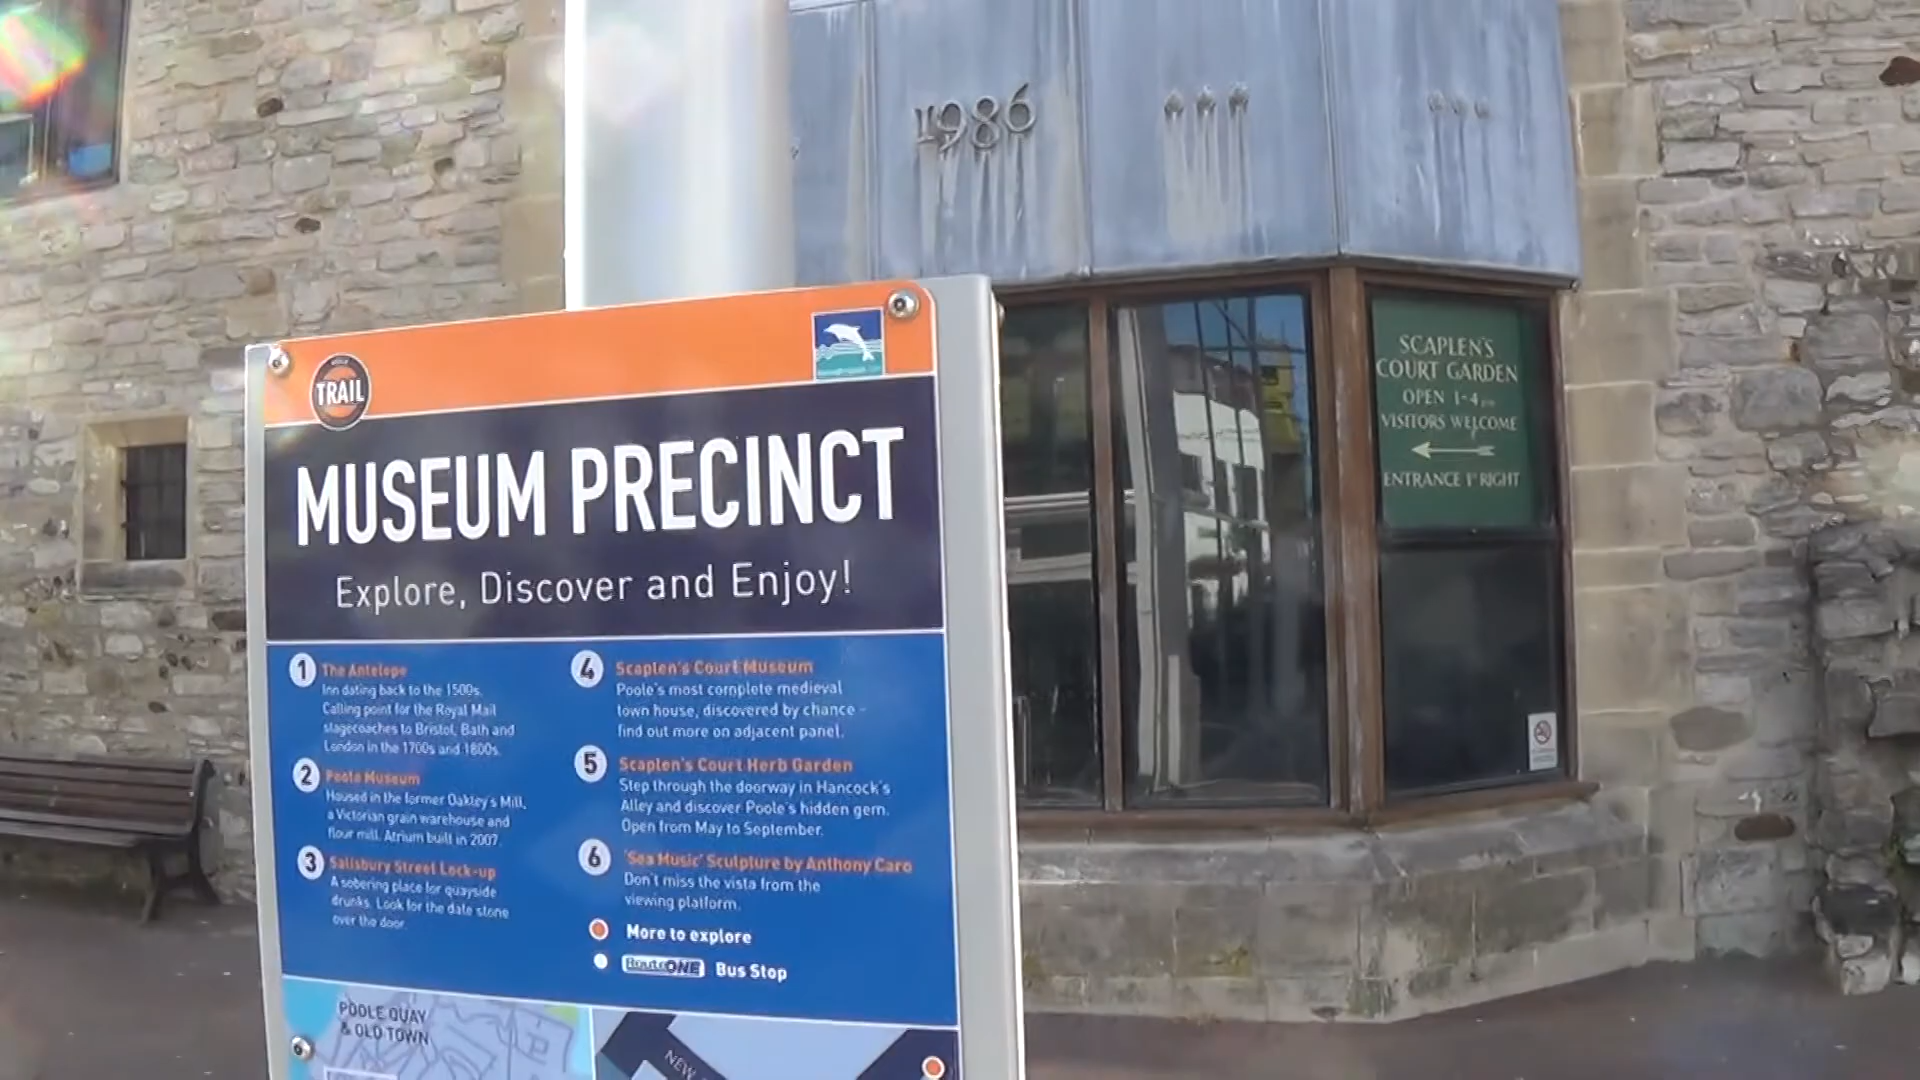 1986
TRAIL
MUSEUM PRECINCT
Explore, Discover and Enjoy!
1 The Antelope
Inn dating back to the 1500s.
Calling point for the Royal Mail
stagecoaches to Bristol, Bath and
London in the 1700s and 1800s.
2 Poole Museum
Housed in the former Oakley's Mill,
a Victorian grain warehouse and
flour mill. Atrium built in 2007.
3 Salisbury Street Lock-up
A sobering place for quayside
drunks. Look for the date stone
over the door.
4 Scaplen's Court Museum
Poole's most complete medieval
town house, discovered by chance -
find out more on adjacent panel.
5 Scaplen's Court Herb Garden
Step through the doorway in Hancock's
Alley and discover Poole's hidden gem.
Open from May to September.
6 'Sea Music' Sculpture by Anthony Caro
Don't miss the vista from the
viewing platform.
More to explore
RouteONE Bus Stop
POOLE QUAY
& OLD TOWN
NEW
SCAPLEN'S
COURT GARDEN
OPEN 1-4 pm
VISITORS WELCOME
ENTRANCE 1st RIGHT